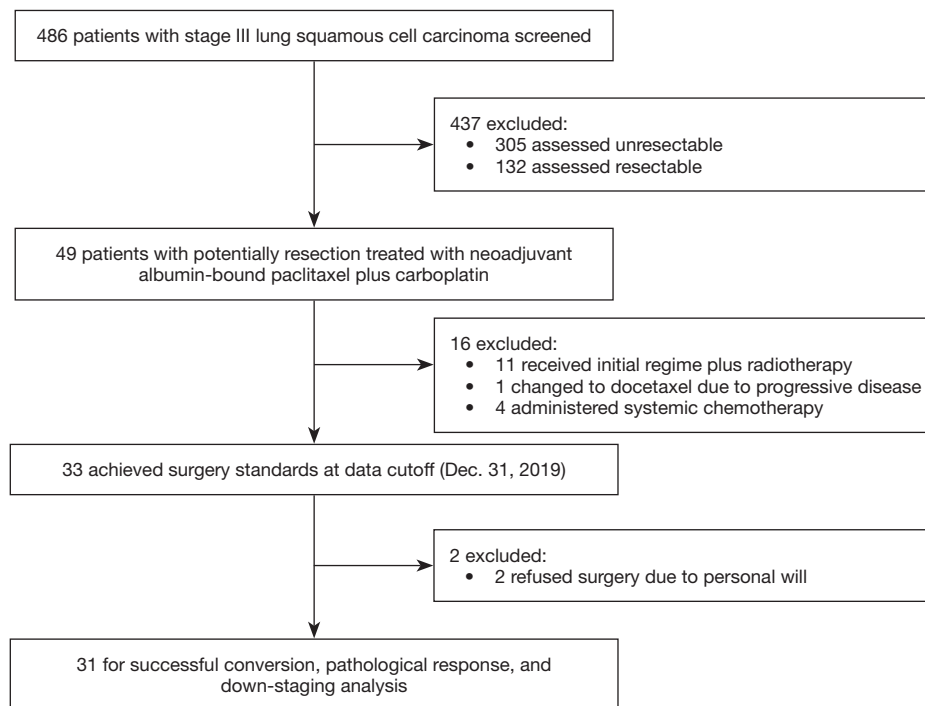 486 patients with stage III lung squamous cell carcinoma screened
437 excluded:
• 305 assessed unresectable
• 132 assessed resectable
49 patients with potentially resection treated with neoadjuvant
albumin-bound paclitaxel plus carboplatin
16 excluded:
• 11 received initial regime plus radiotherapy
• 1 changed to docetaxel due to progressive disease
• 4 administered systemic chemotherapy
33 achieved surgery standards at data cutoff (Dec. 31, 2019)
2 excluded:
• 2 refused surgery due to personal will
31 for successful conversion, pathological response, and
down-staging analysis